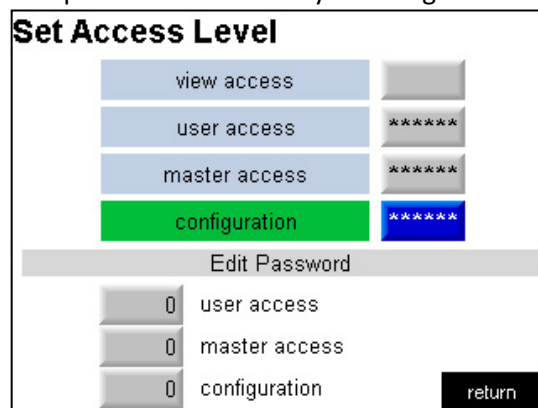 Set Access Level
view access
user access ******
master access ******
configuration ******
Edit Password
0 user access
0 master access
0 configuration
return